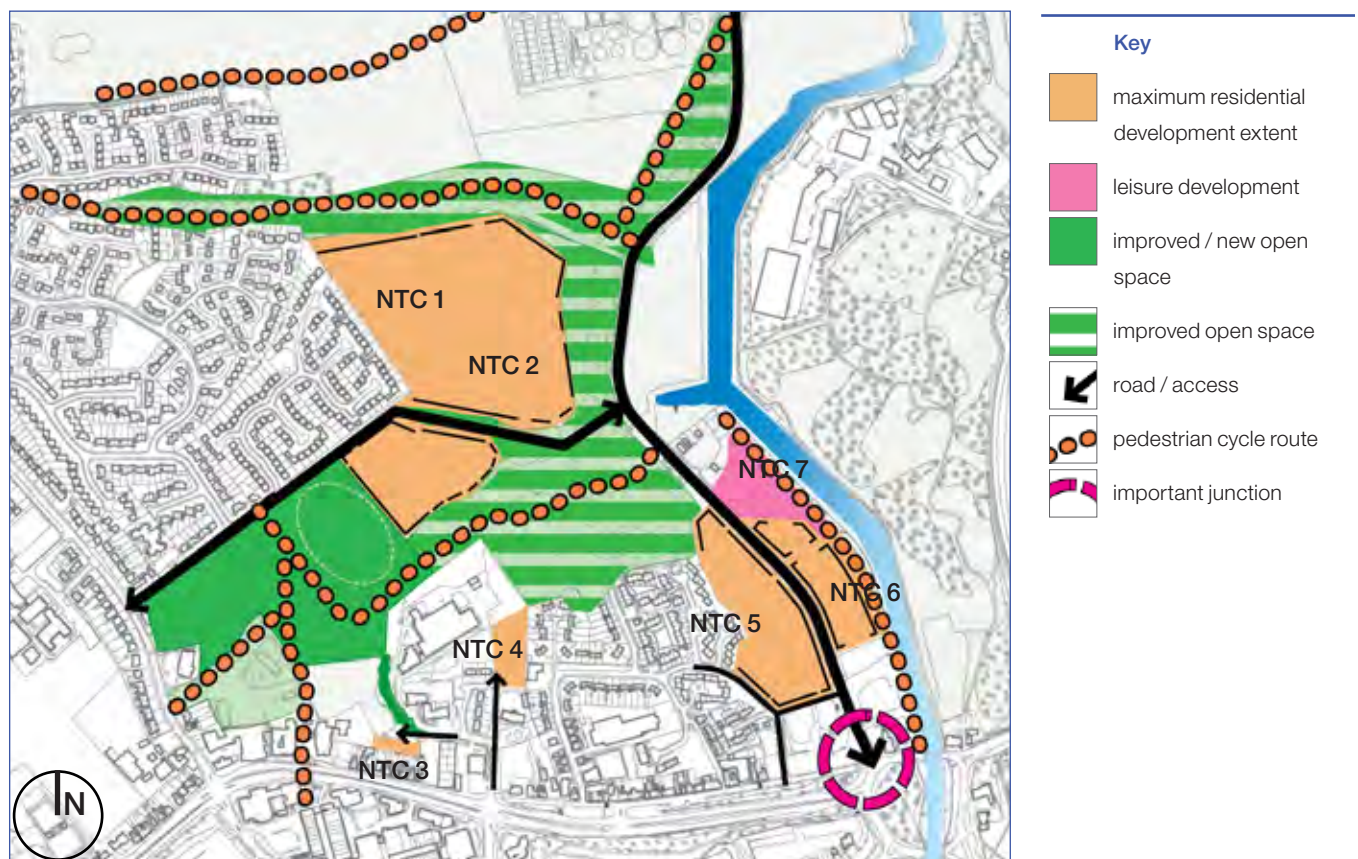 NTC 1
NTC 2
NTC 7
NTC 6
NTC 5
NTC 4
NTC 3
N
Key
maximum residential
development extent
leisure development
improved / new open
space
improved open space
road / access
pedestrian cycle route
important junction